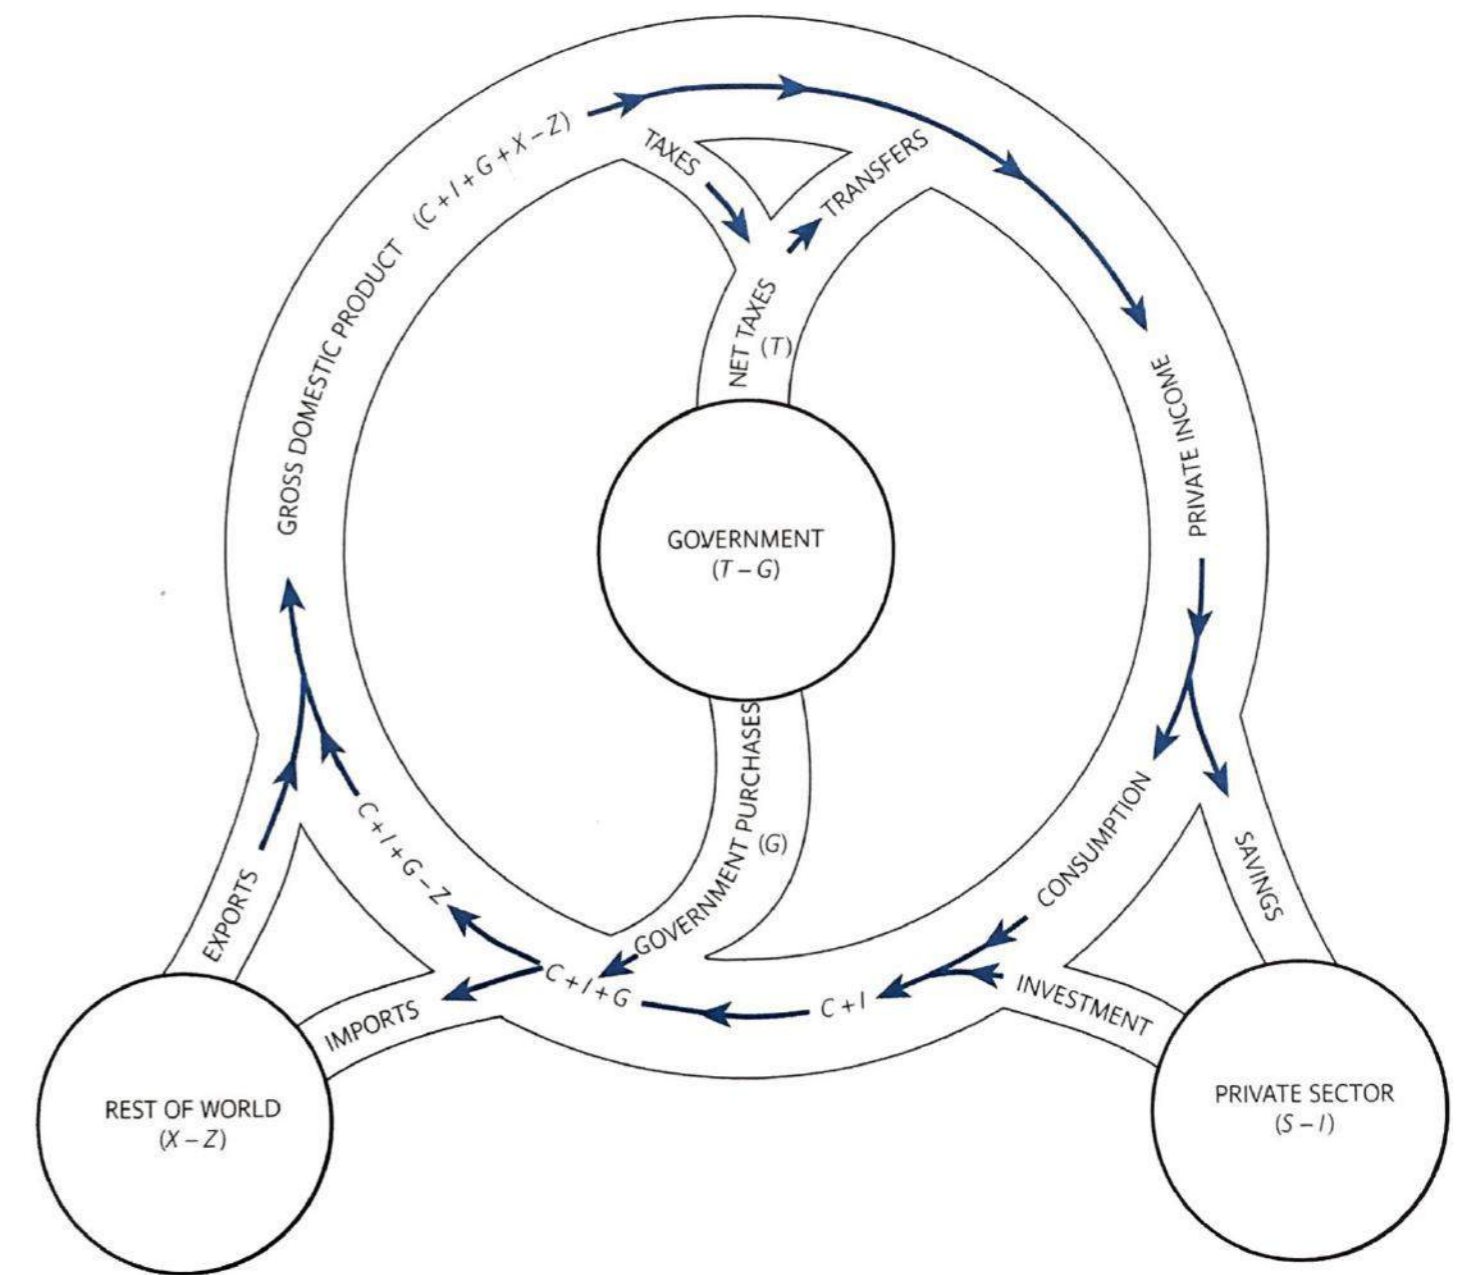 GROSS DOMESTIC PRODUCT (C + I + G + X – Z)
TAXES
TRANSFERS
NET TAXES
(T)
PRIVATE INCOME
GOVERNMENT
(T – G)
GOVERNMENT PURCHASES
(G)
CONSUMPTION
SAVINGS
INVESTMENT
C + I
C + I + G
C + I + G – Z
EXPORTS
IMPORTS
REST OF WORLD
(X – Z)
PRIVATE SECTOR
(S – I)